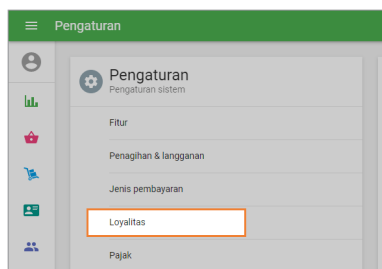 Pengaturan
Pengaturan
Pengaturan sistem
Fitur
Penagihan & langganan
Jenis pembayaran
Loyalitas
Pajak